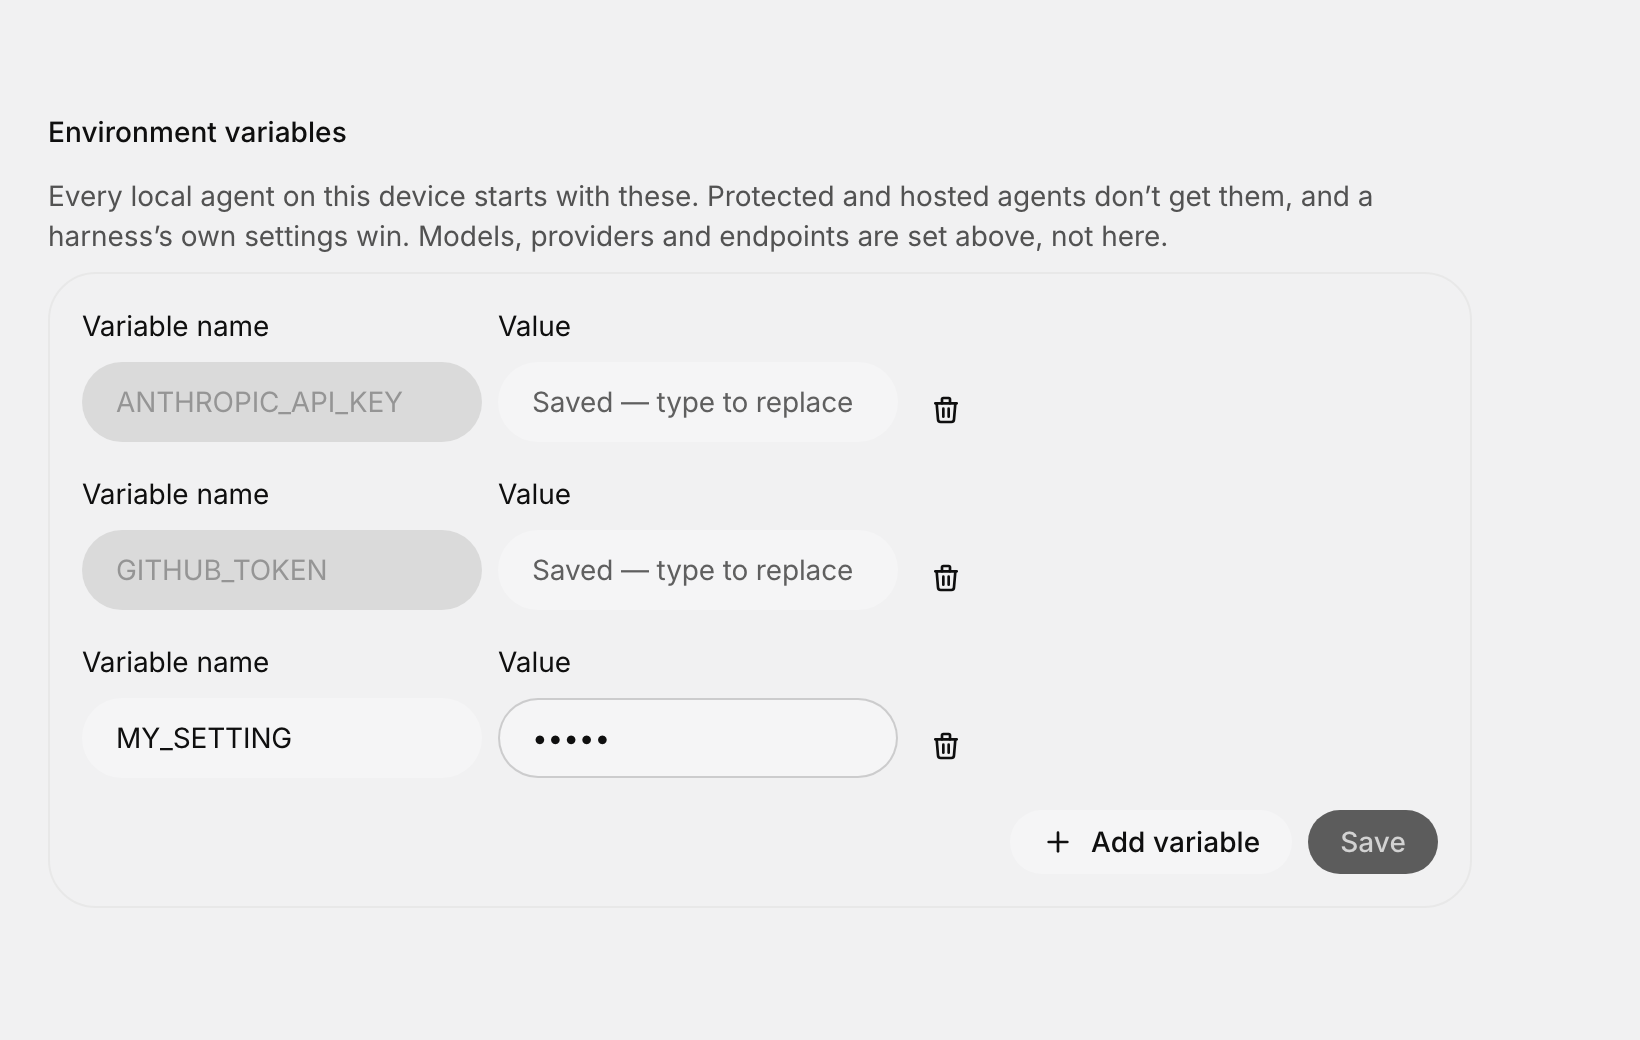 Environment variables
Every local agent on this device starts with these. Protected and hosted agents don’t get them, and a
harness’s own settings win. Models, providers and endpoints are set above, not here.
Variable name Value
ANTHROPIC_API_KEY Saved — type to replace
Variable name Value
GITHUB_TOKEN Saved — type to replace
Variable name Value
MY_SETTING •••••
+ Add variable Save